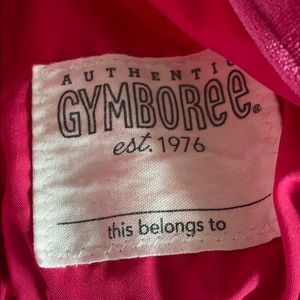 AUTHENTIC
GYMBOREE®
est. 1976
this belongs to